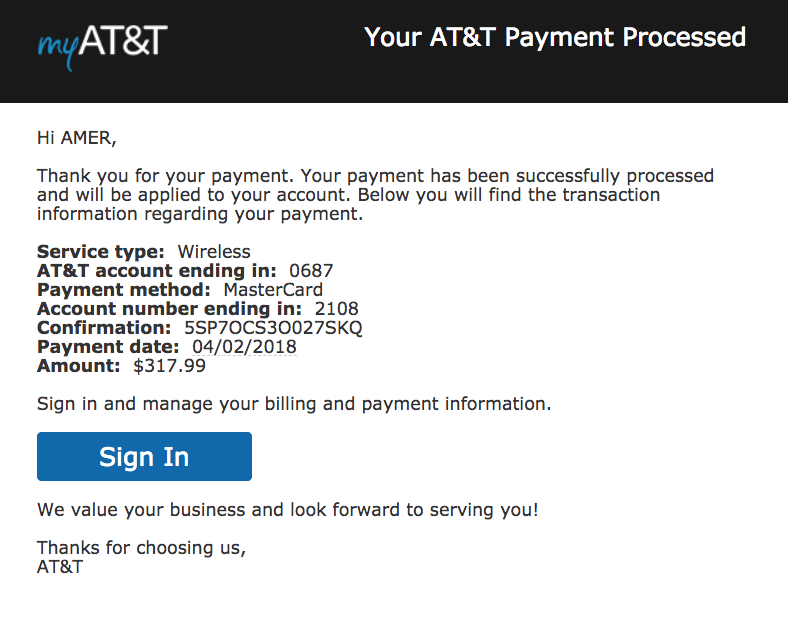 myAT&T
Your AT&T Payment Processed
Hi AMER,
Thank you for your payment. Your payment has been successfully processed
and will be applied to your account. Below you will find the transaction
information regarding your payment.
Service type: Wireless
AT&T account ending in: 0687
Payment method: MasterCard
Account number ending in: 2108
Confirmation: 5SP7OCS3O027SKQ
Payment date: 04/02/2018
Amount: $317.99
Sign in and manage your billing and payment information.
Sign In
We value your business and look forward to serving you!
Thanks for choosing us,
AT&T